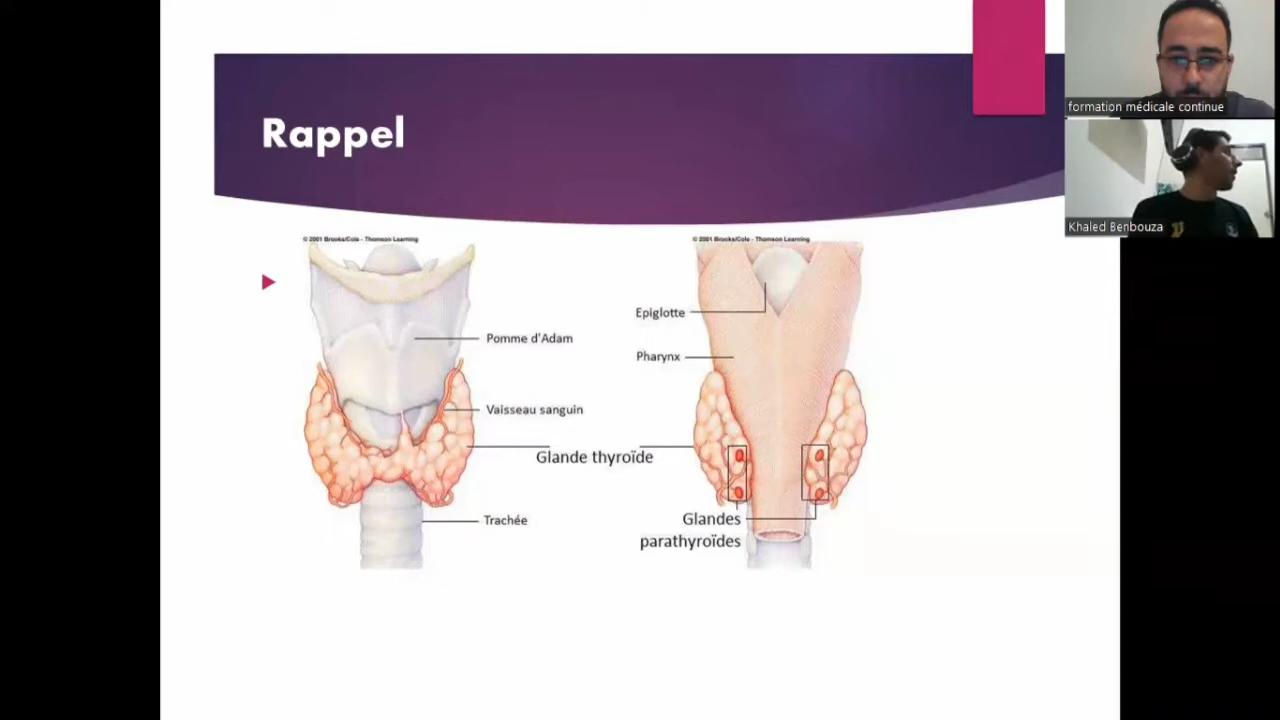 Rappel
© 2001 Brooks/Cole - Thomson Learning
Pomme d'Adam
Vaisseau sanguin
Glande thyroïde
Trachée
© 2001 Brooks/Cole - Thomson Learning
Epiglotte
Pharynx
Glandes
parathyroïdes
formation médicale continue
Khaled Benbouza